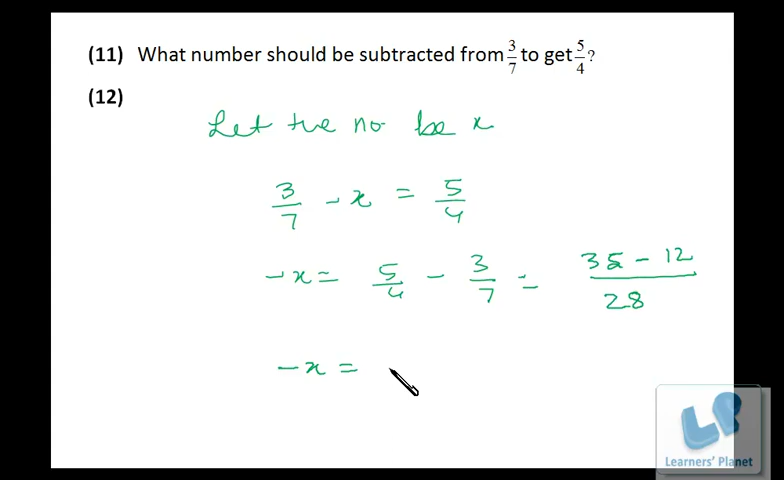 (11) What number should be subtracted from 3/7 to get 5/4?
(12)
Let the no be x
3/7 - x = 5/4
-x = 5/4 - 3/7 = 35 - 12/28
-x =
LP
Learners' Planet